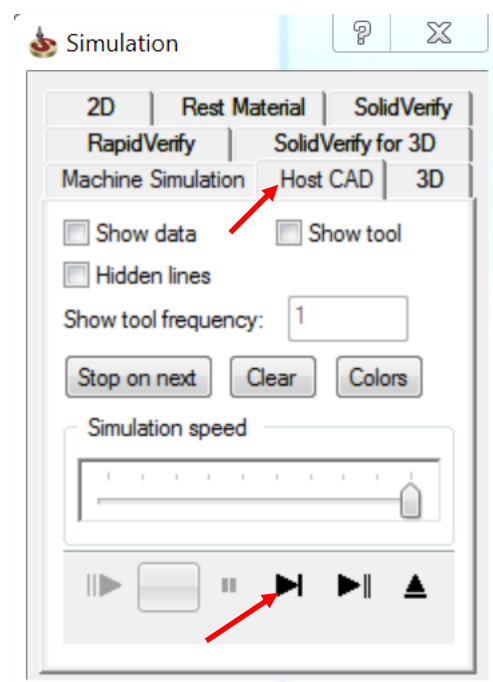 Simulation
2D Rest Material SolidVerify
RapidVerify SolidVerify for 3D
Machine Simulation Host CAD 3D
Show data Show tool
Hidden lines
Show tool frequency: 1
Stop on next Clear Colors
Simulation speed